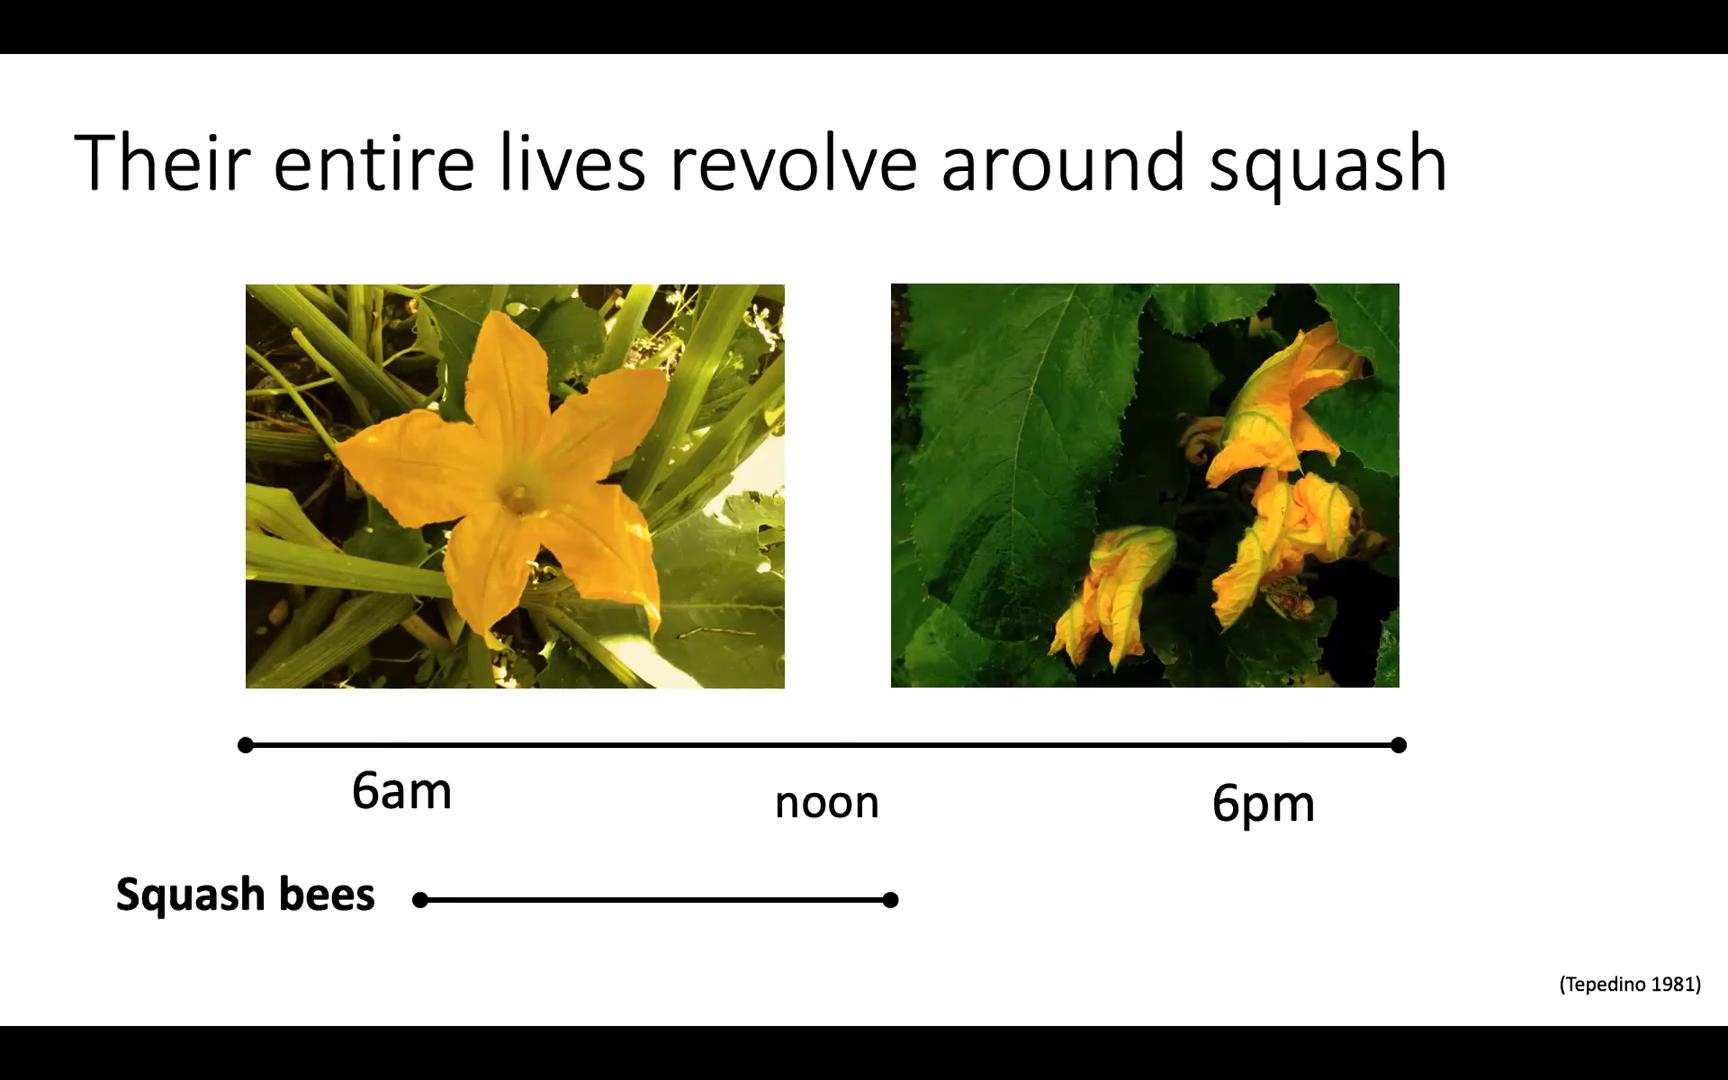 Their entire lives revolve around squash
6am
noon
6pm
Squash bees
(Tepedino 1981)